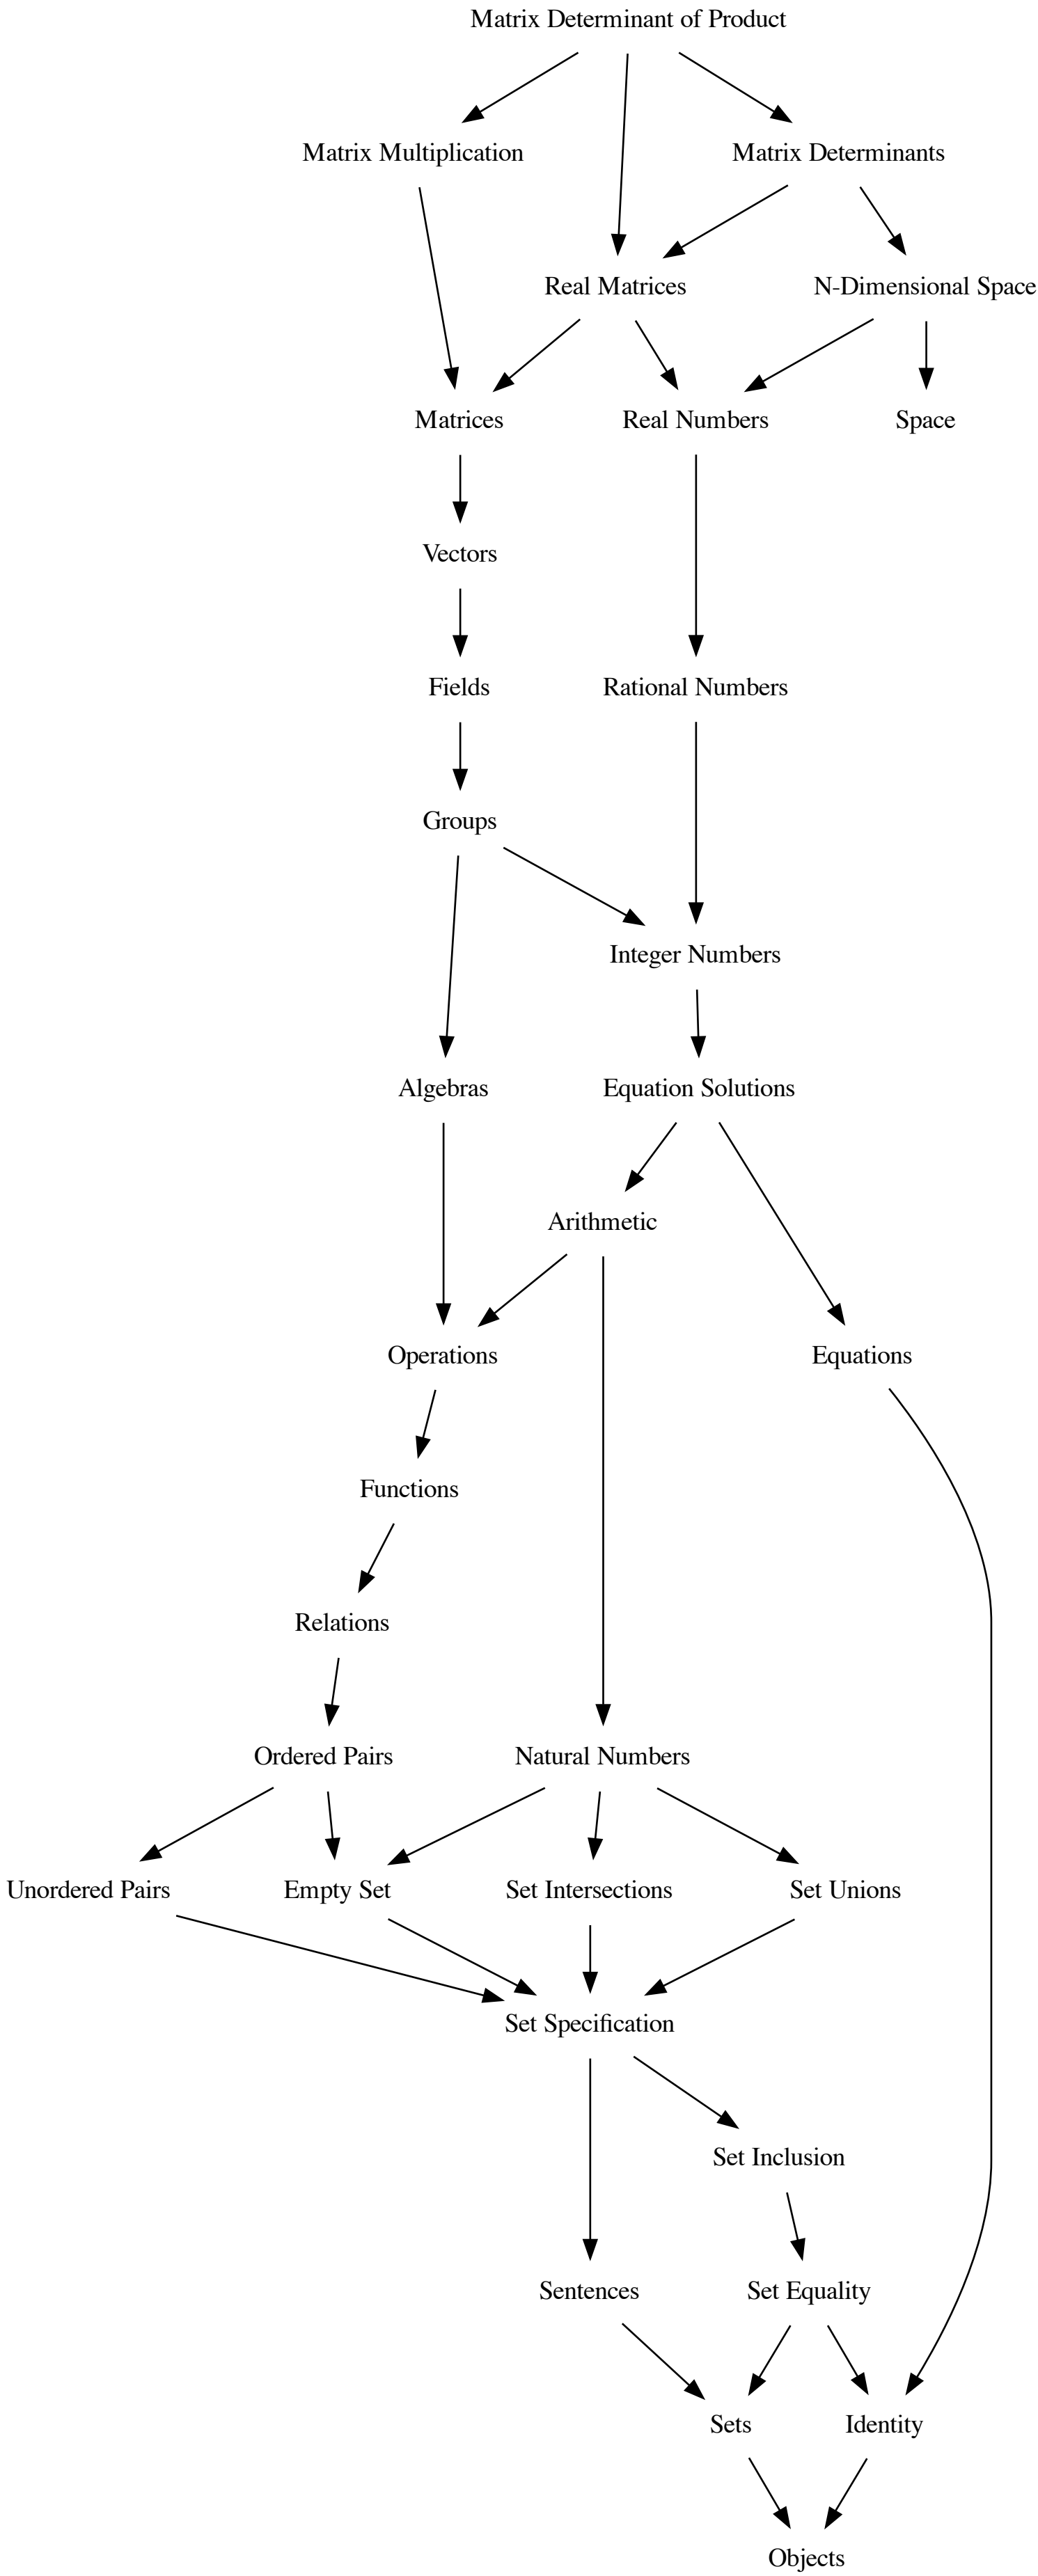 Matrix Determinant of Product
Matrix Multiplication
Matrix Determinants
Real Matrices
N-Dimensional Space
Matrices
Real Numbers
Space
Vectors
Fields
Rational Numbers
Groups
Integer Numbers
Algebras
Equation Solutions
Arithmetic
Operations
Equations
Functions
Relations
Ordered Pairs
Natural Numbers
Unordered Pairs
Empty Set
Set Intersections
Set Unions
Set Specification
Set Inclusion
Sentences
Set Equality
Sets
Identity
Objects